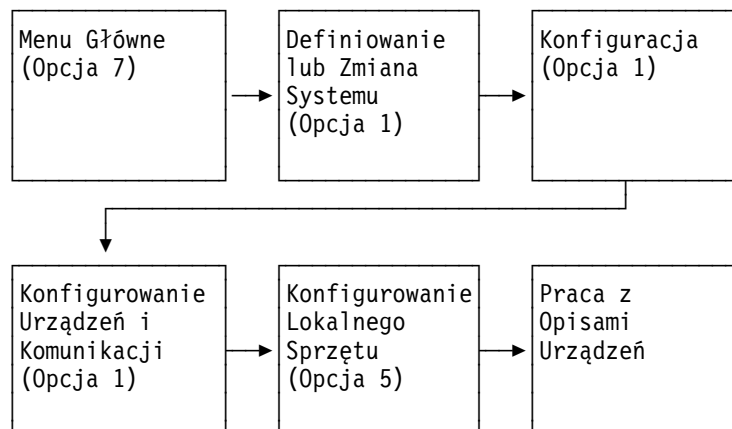 Menu Główne
(Opcja 7)
Definiowanie
lub Zmiana
Systemu
(Opcja 1)
Konfiguracja
(Opcja 1)
Konfigurowanie
Urządzeń i
Komunikacji
(Opcja 1)
Konfigurowanie
Lokalnego
Sprzętu
(Opcja 5)
Praca z
Opisami
Urządzeń